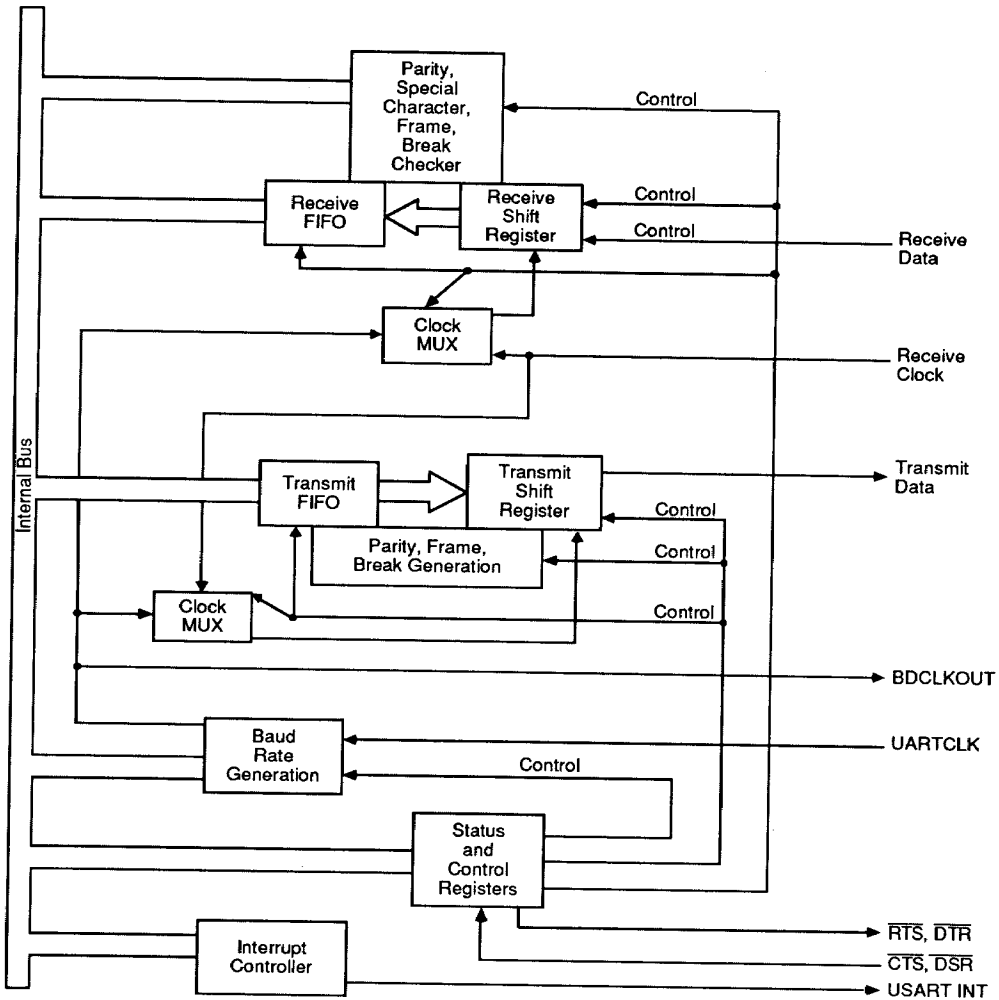 Parity,
Special
Character,
Frame,
Break
Checker
Control
Receive
FIFO
Receive
Shift
Register
Control
Control
Receive
Data
Clock
MUX
Receive
Clock
Internal Bus
Transmit
FIFO
Transmit
Shift
Register
Transmit
Data
Control
Parity, Frame,
Break Generation
Control
Clock
MUX
Control
BDCLKOUT
Baud
Rate
Generation
UARTCLK
Control
Status
and
Control
Registers
RTS, DTR
Interrupt
Controller
CTS, DSR
USART INT